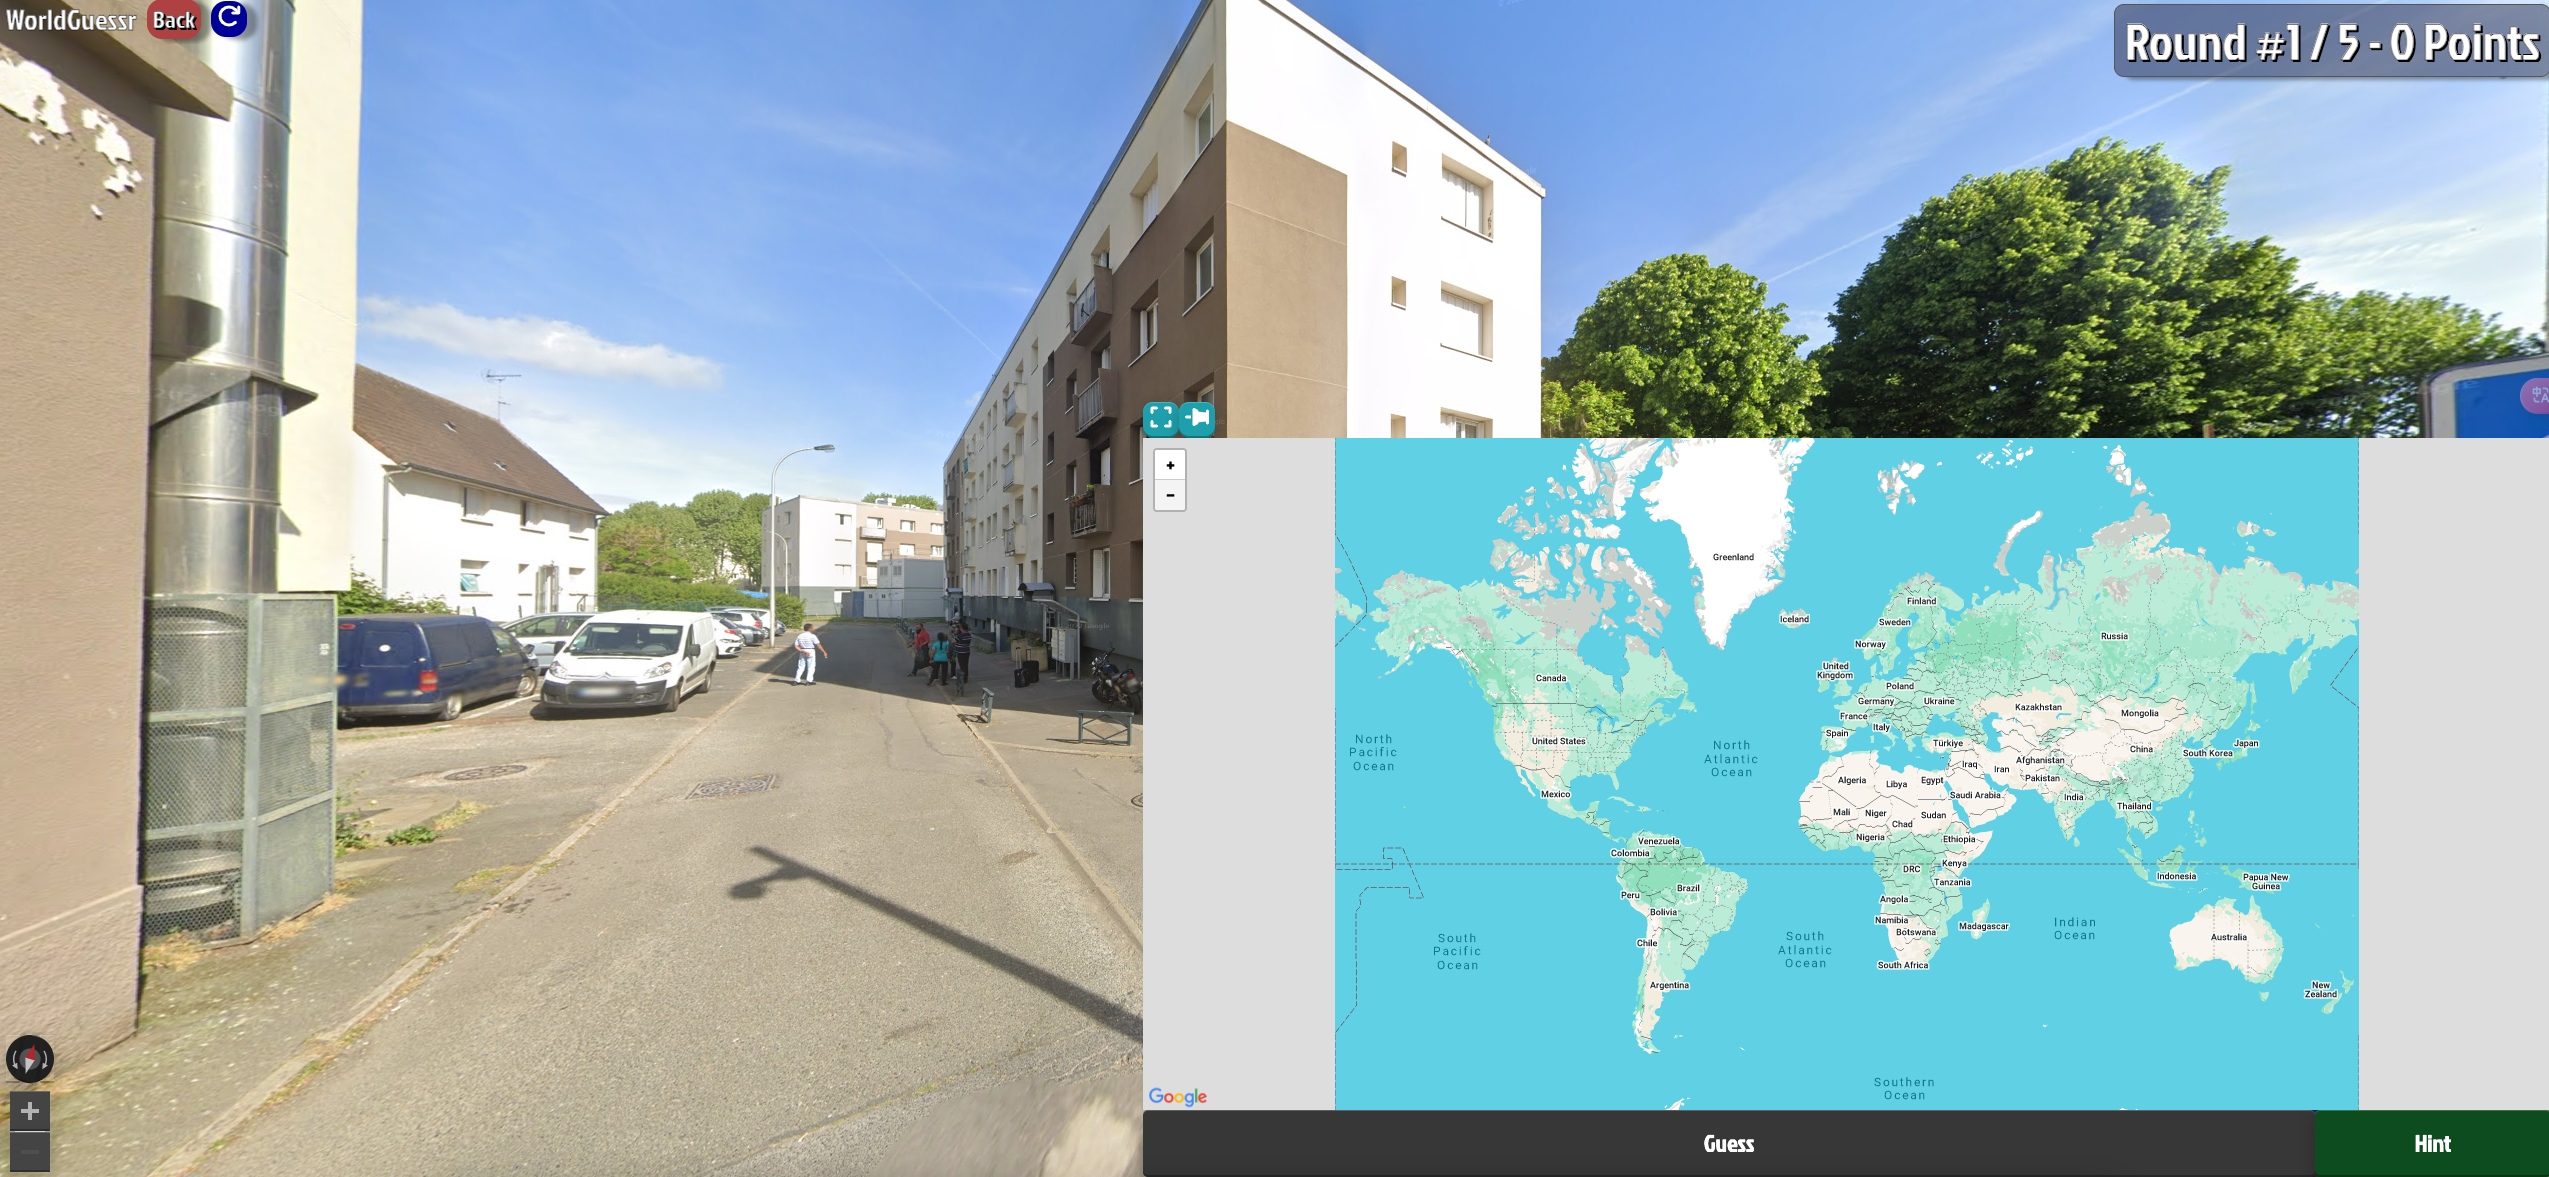 WorldGuessr
Back
Round #1 / 5 - 0 Points
+
-
Greenland
Iceland
Finland
Sweden
Norway
Russia
United
Kingdom
Canada
Poland
Germany
Ukraine
Kazakhstan
Mongolia
France
Italy
Spain
Türkiye
United States
China
Japan
South Korea
North
Pacific
Ocean
North
Atlantic
Ocean
Iraq
Iran
Afghanistan
Pakistan
Algeria
Libya
Egypt
Saudi Arabia
India
Thailand
Mexico
Mali
Niger
Chad
Sudan
Nigeria
Ethiopia
Venezuela
Colombia
DRC
Kenya
Tanzania
Indonesia
Papua New
Guinea
Peru
Brazil
Bolivia
Angola
Namibia
Botswana
Madagascar
Indian
Ocean
Australia
South
Pacific
Ocean
Chile
South
Atlantic
Ocean
South Africa
Argentina
New
Zealand
Southern
Ocean
Google
Guess
Hint